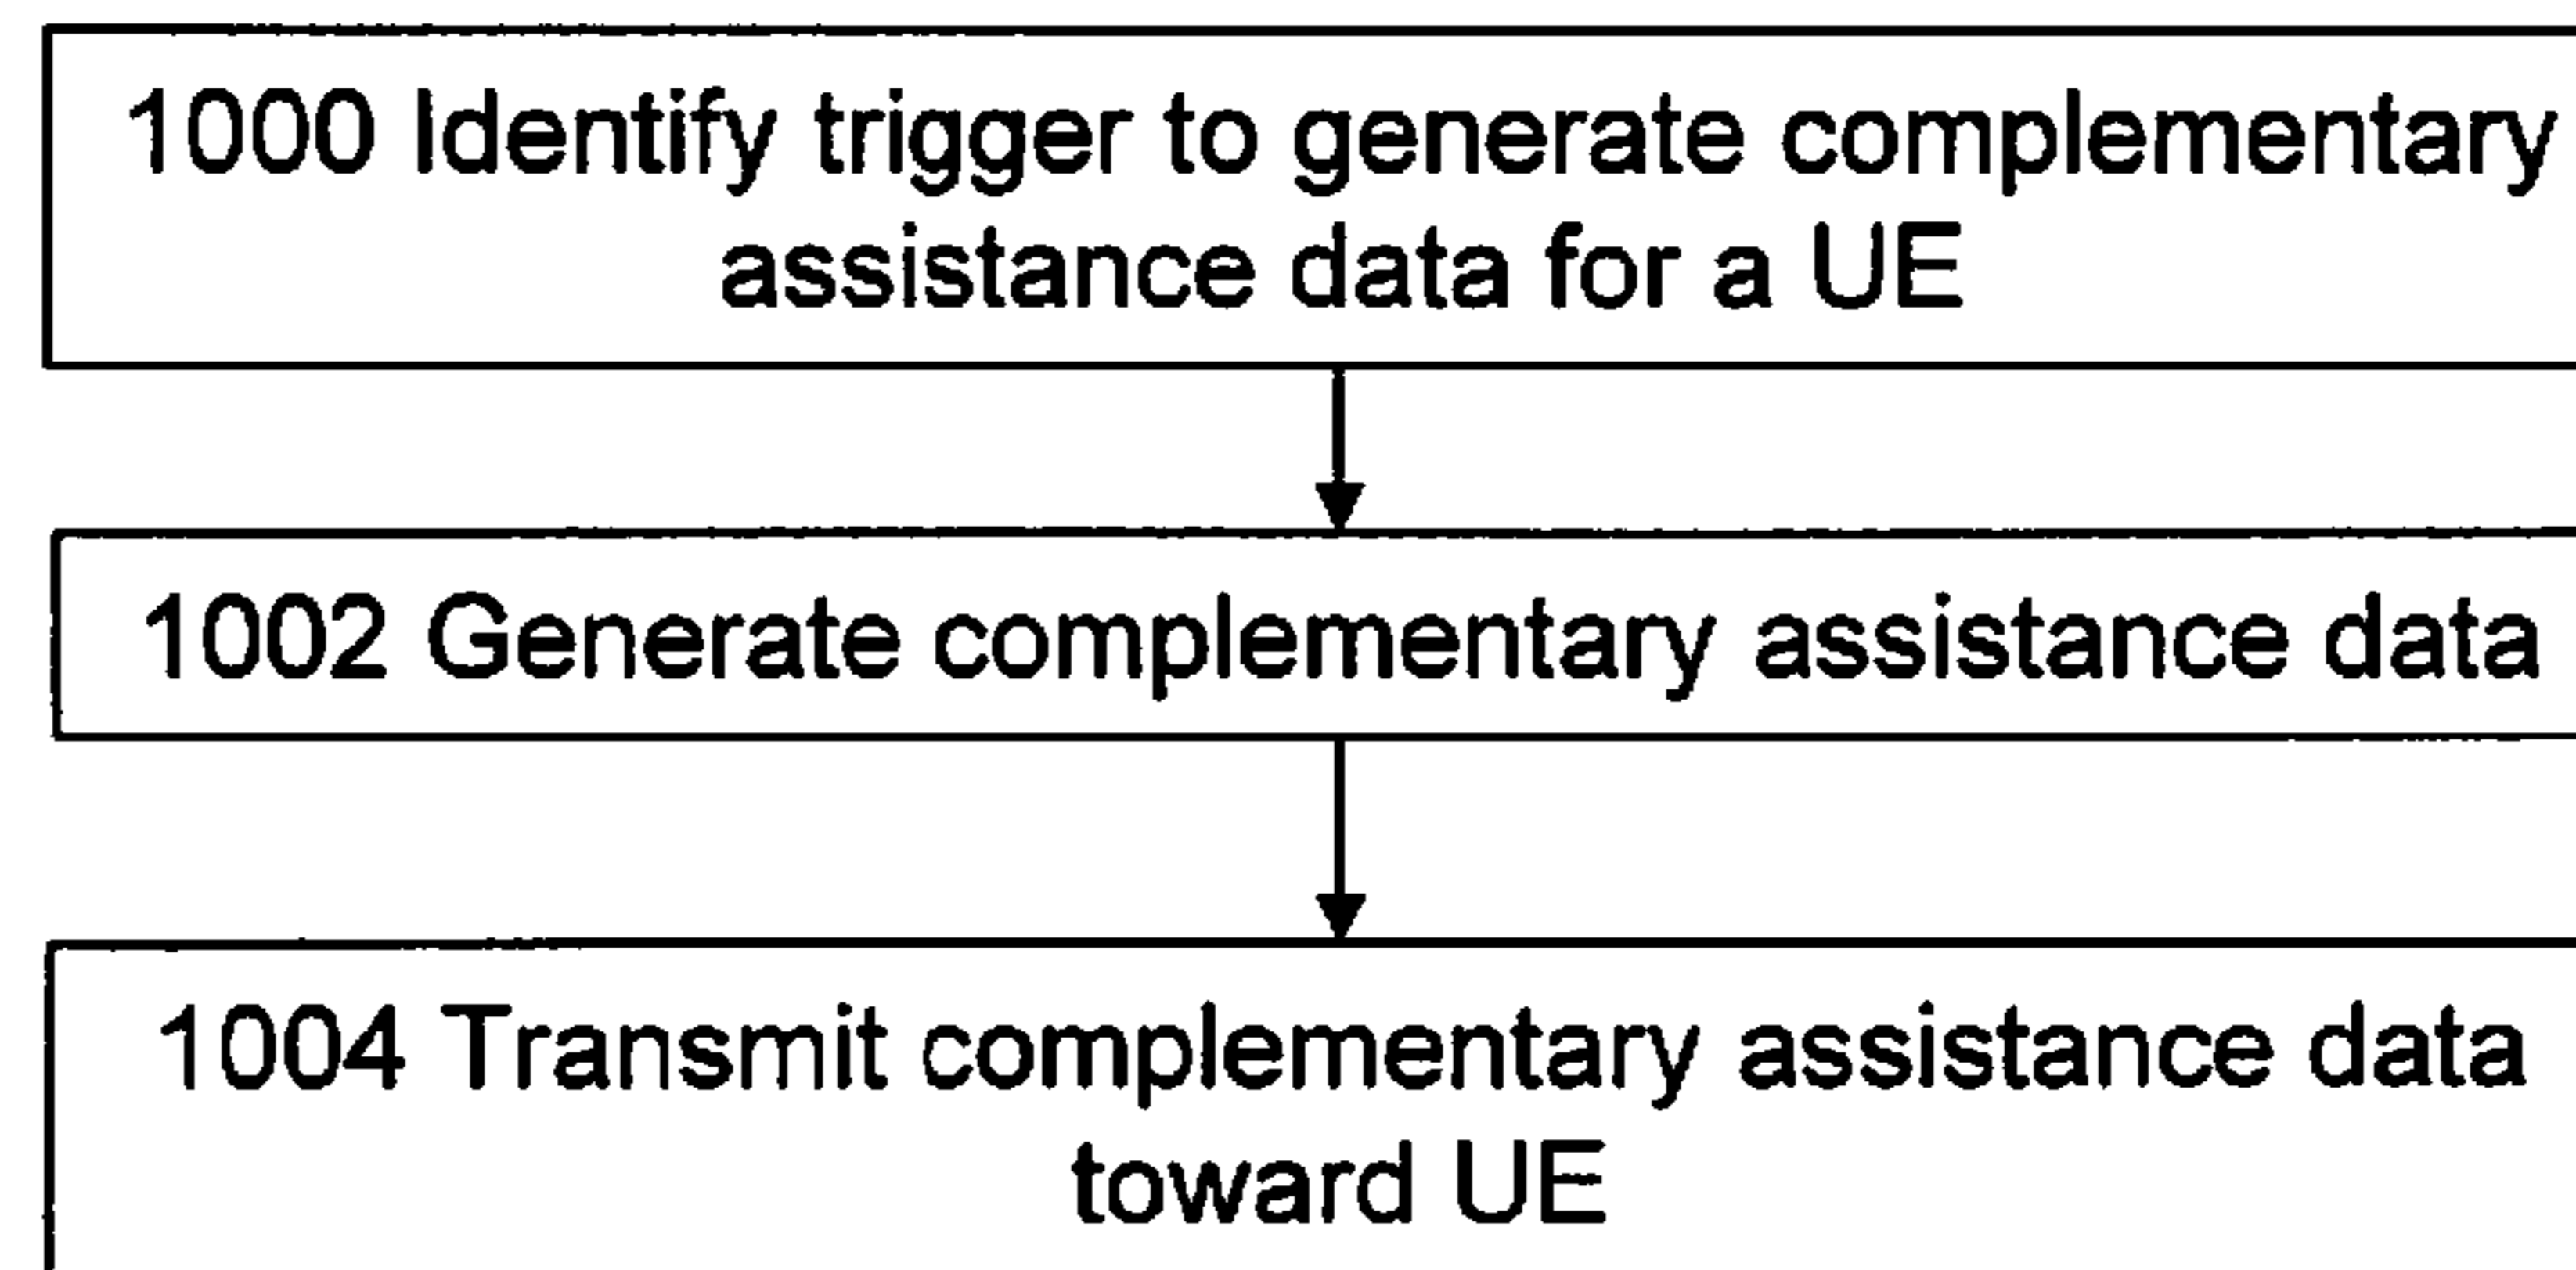 1000 Identify trigger to generate complementary
assistance data for a UE
1002 Generate complementary assistance data
1004 Transmit complementary assistance data
toward UE